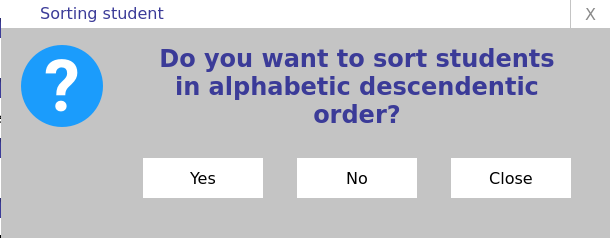 Sorting student
X
Do you want to sort students
in alphabetic descendentic
order?
Yes
No
Close